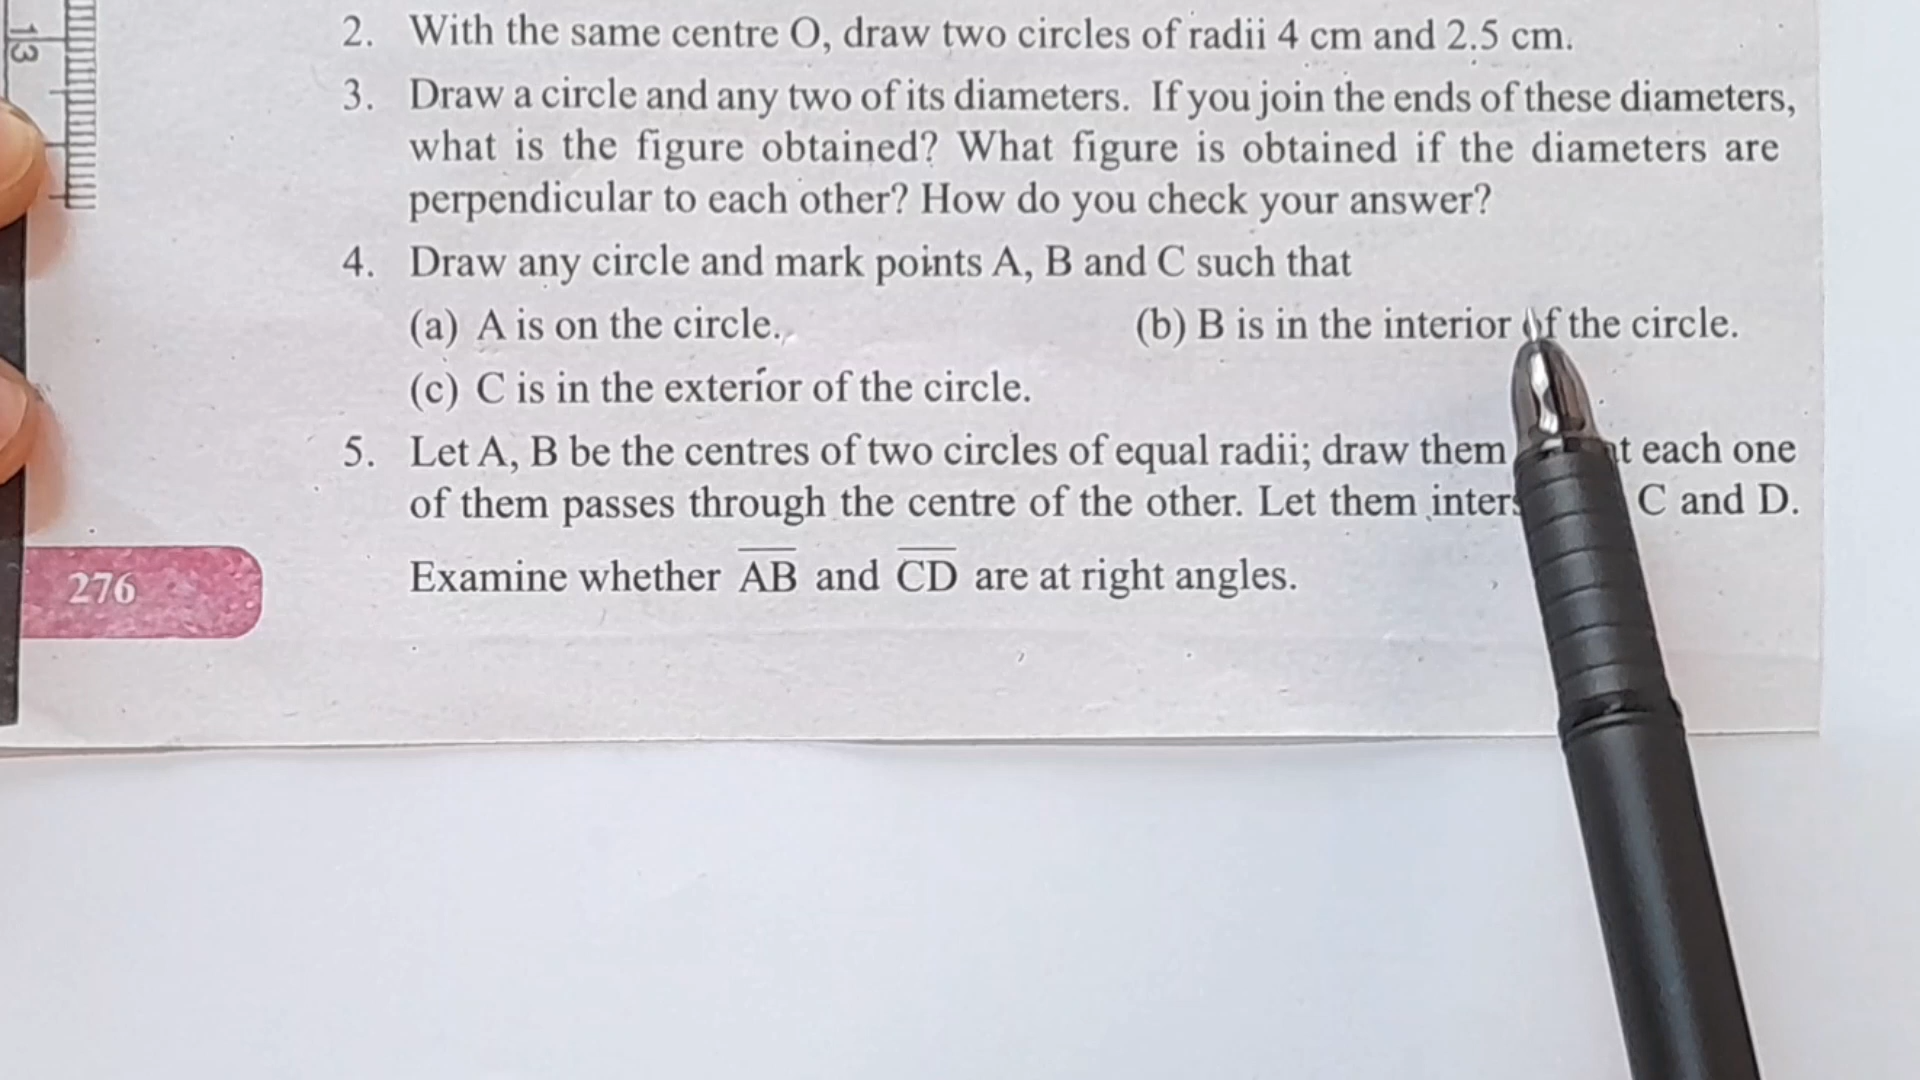 13
2. With the same centre O, draw two circles of radii 4 cm and 2.5 cm.
3. Draw a circle and any two of its diameters. If you join the ends of these diameters,
what is the figure obtained? What figure is obtained if the diameters are
perpendicular to each other? How do you check your answer?
4. Draw any circle and mark points A, B and C such that
(a) A is on the circle. (b) B is in the interior of the circle.
(c) C is in the exterior of the circle.
5. Let A, B be the centres of two circles of equal radii; draw them each one
of them passes through the centre of the other. Let them C and D.
Examine whether A̅B̅ and C̅D̅ are at right angles.
276